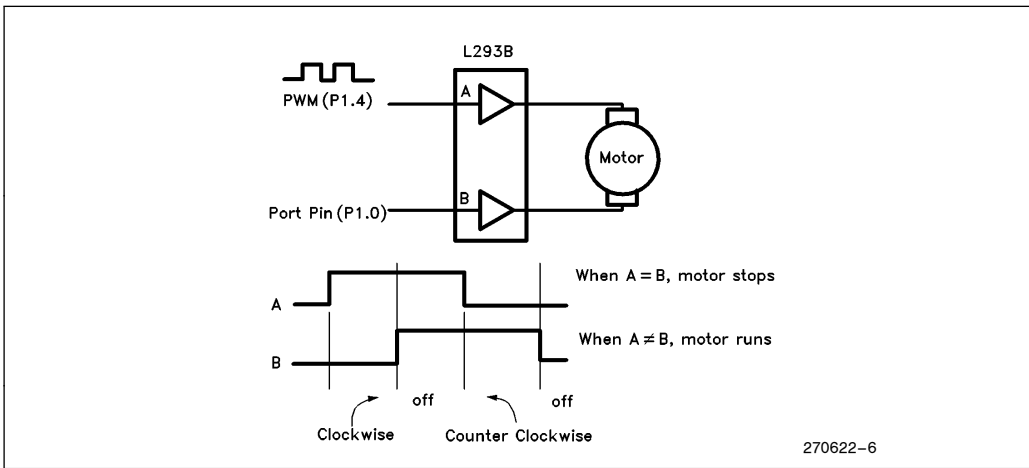 L293B
PWM (P1.4)
A
Motor
B
Port Pin (P1.0)
When A = B, motor stops
A
When A ≠ B, motor runs
B
off
off
Clockwise
Counter Clockwise
270622-6